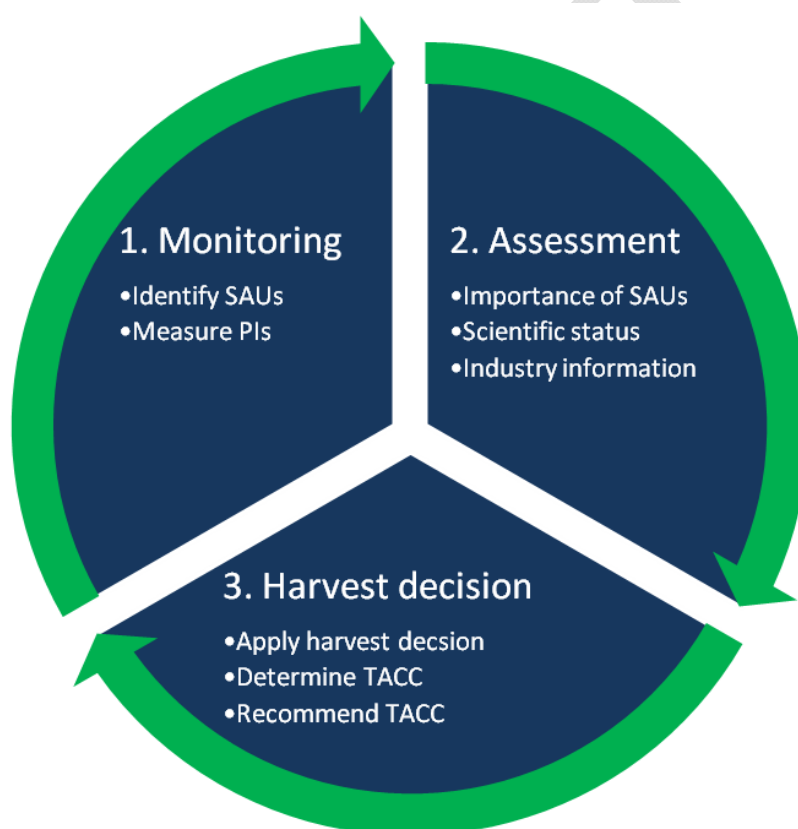 1. Monitoring
•Identify SAUs
•Measure PIs
2. Assessment
•Importance of SAUs
•Scientific status
•Industry information
3. Harvest decision
•Apply harvest decsion
•Determine TACC
•Recommend TACC